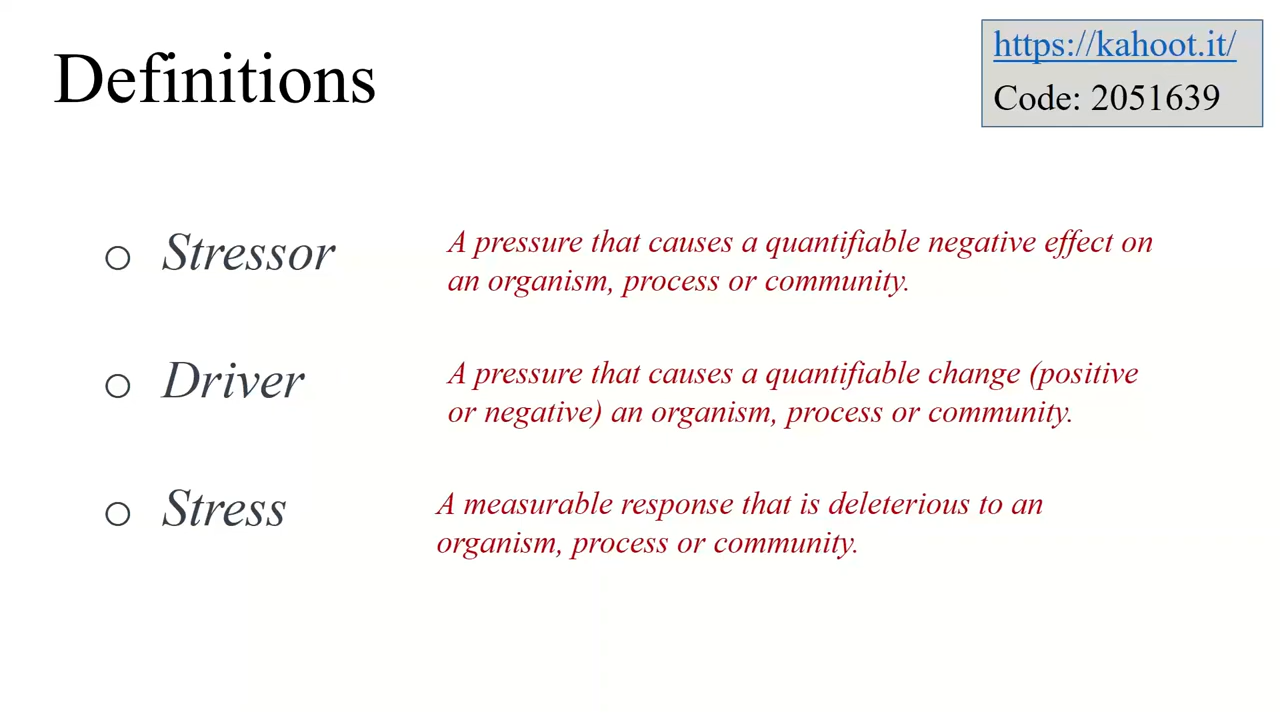 Definitions
https://kahoot.it/
Code: 2051639
o Stressor
A pressure that causes a quantifiable negative effect on
an organism, process or community.
o Driver
A pressure that causes a quantifiable change (positive
or negative) an organism, process or community.
o Stress
A measurable response that is deleterious to an
organism, process or community.